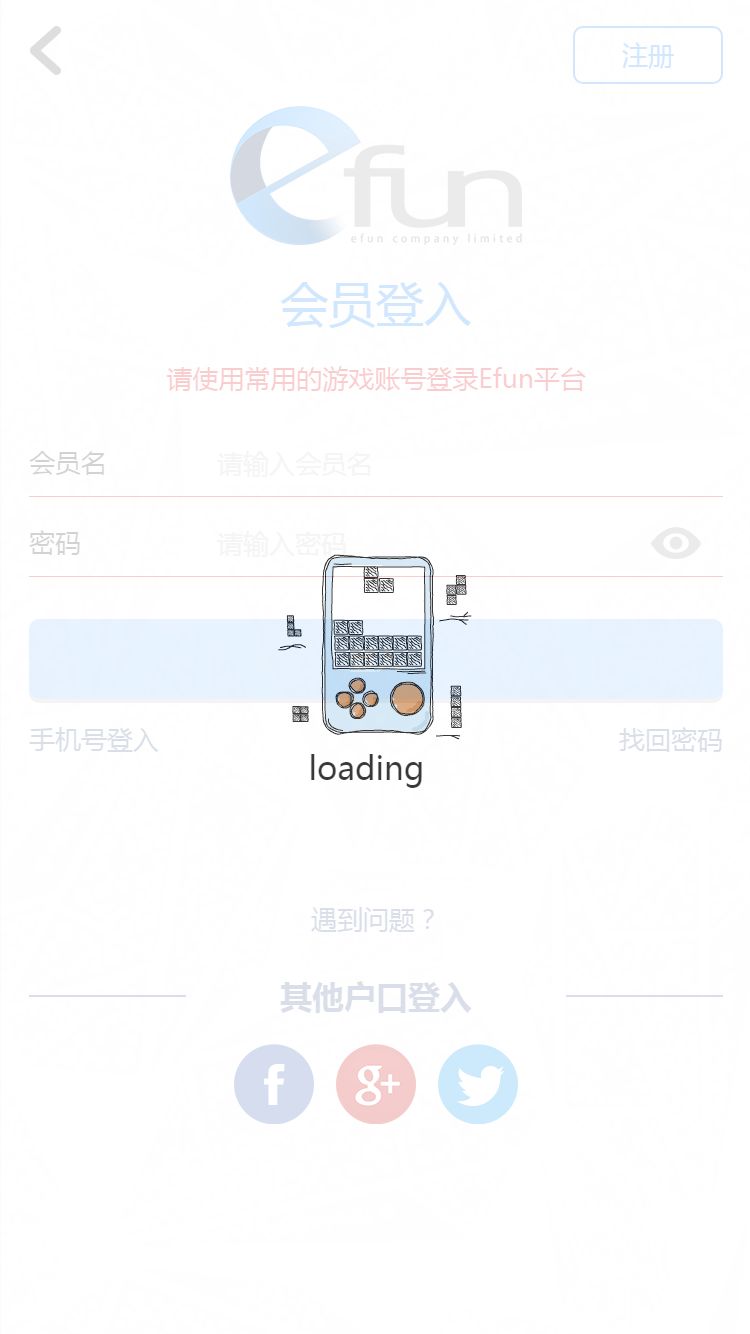 注册
efun
efun company limited
会员登入
请使用常用的游戏账号登录Efun平台
会员名 请输入会员名
密码 请输入密码
手机号登入 找回密码
loading
遇到问题？
其他户口登入
f g+